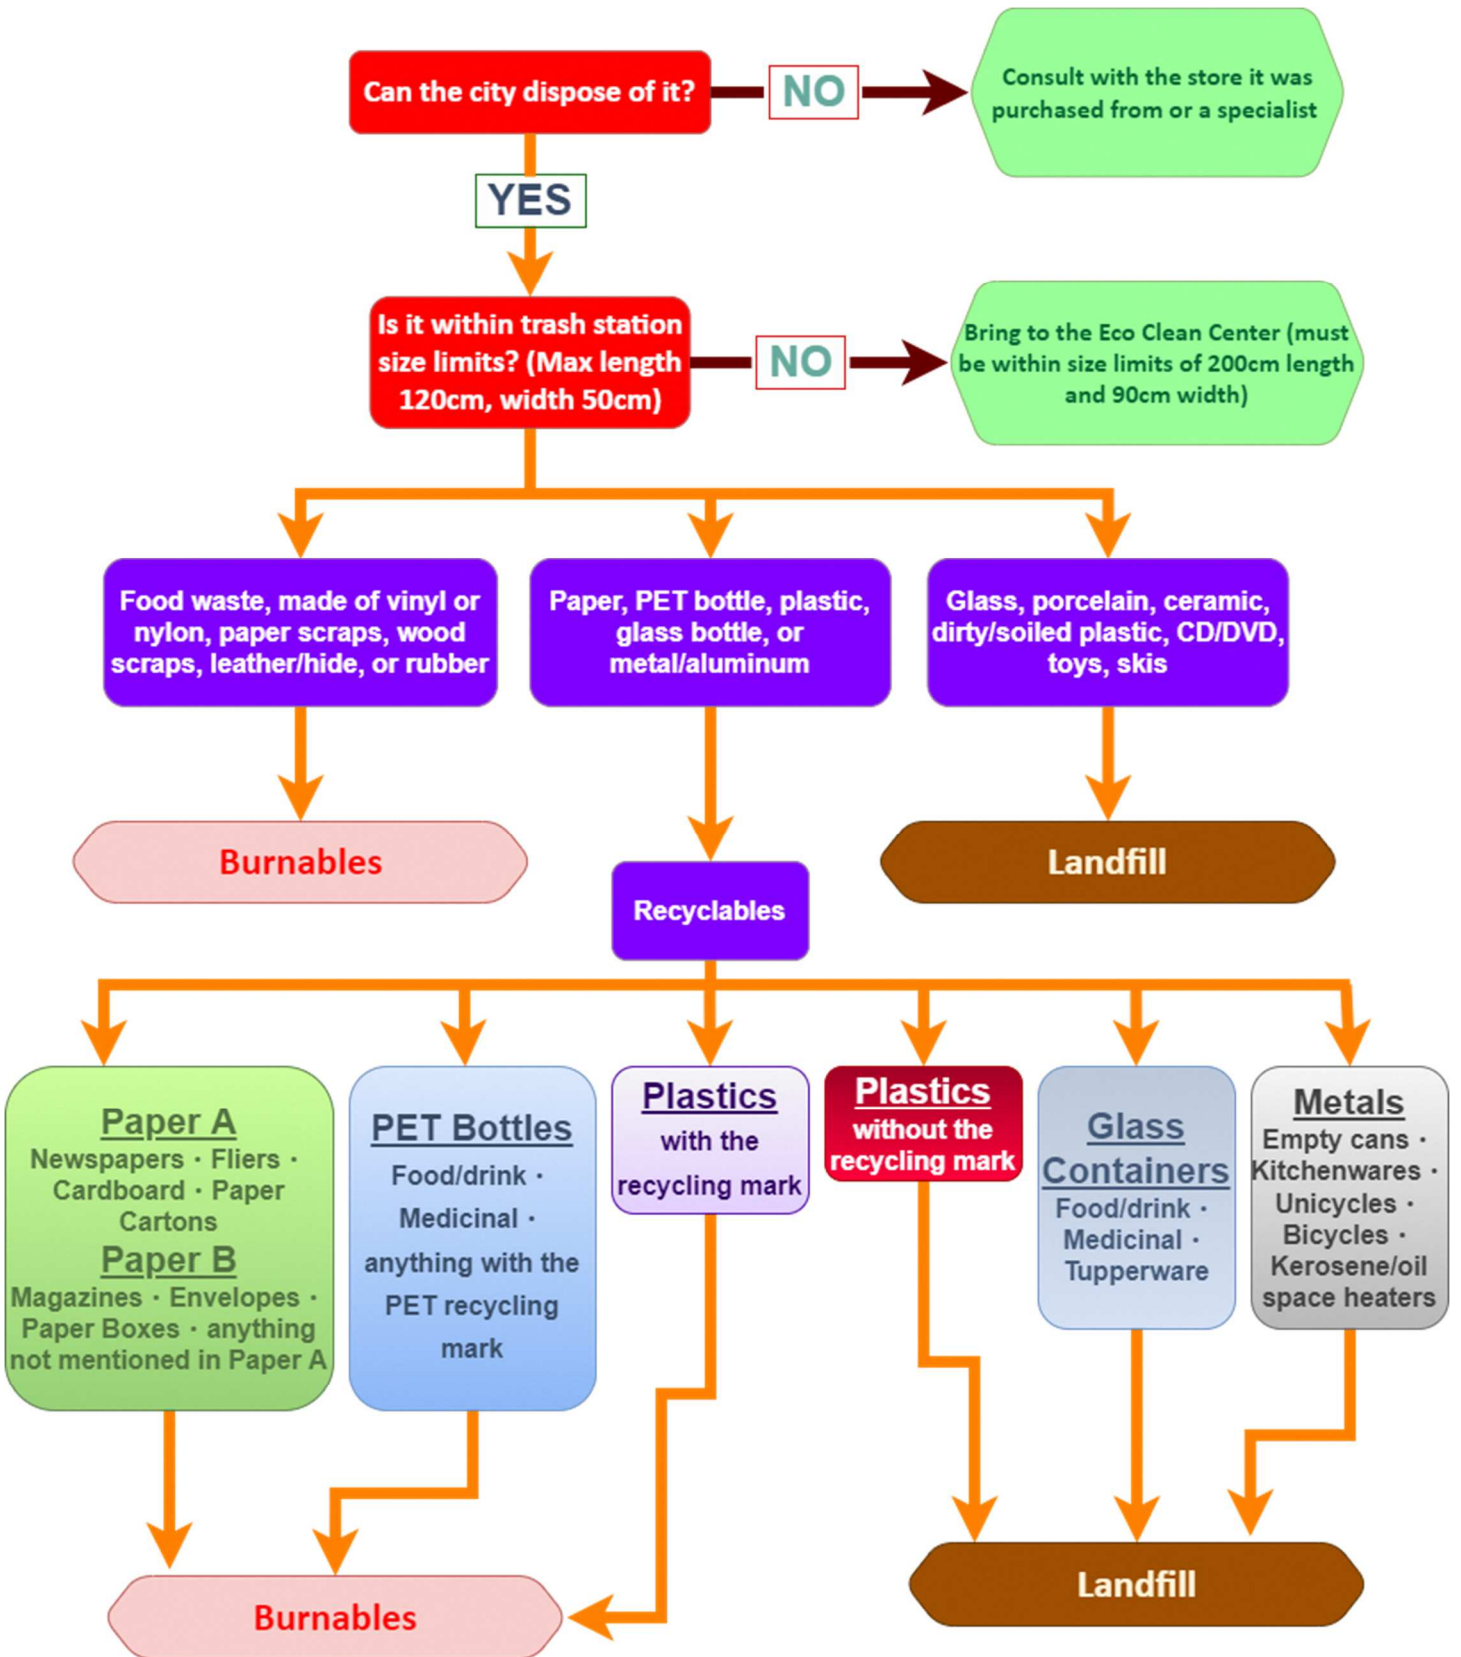 Can the city dispose of it?
NO
Consult with the store it was
purchased from or a specialist
YES
Is it within trash station
size limits? (Max length
120cm, width 50cm)
NO
Bring to the Eco Clean Center (must
be within size limits of 200cm length
and 90cm width)
Food waste, made of vinyl or
nylon, paper scraps, wood
scraps, leather/hide, or rubber
Paper, PET bottle, plastic,
glass bottle, or
metal/aluminum
Glass, porcelain, ceramic,
dirty/soiled plastic, CD/DVD,
toys, skis
Burnables
Landfill
Recyclables
Paper A
Newspapers・Fliers・
Cardboard・Paper
Cartons
Paper B
Magazines・Envelopes・
Paper Boxes・anything
not mentioned in Paper A
PET Bottles
Food/drink・
Medicinal・
anything with the
PET recycling
mark
Plastics
with the
recycling mark
Plastics
without the
recycling mark
Glass
Containers
Food/drink・
Medicinal・
Tupperware
Metals
Empty cans・
Kitchenwares・
Unicycles・
Bicycles・
Kerosene/oil
space heaters
Burnables
Landfill